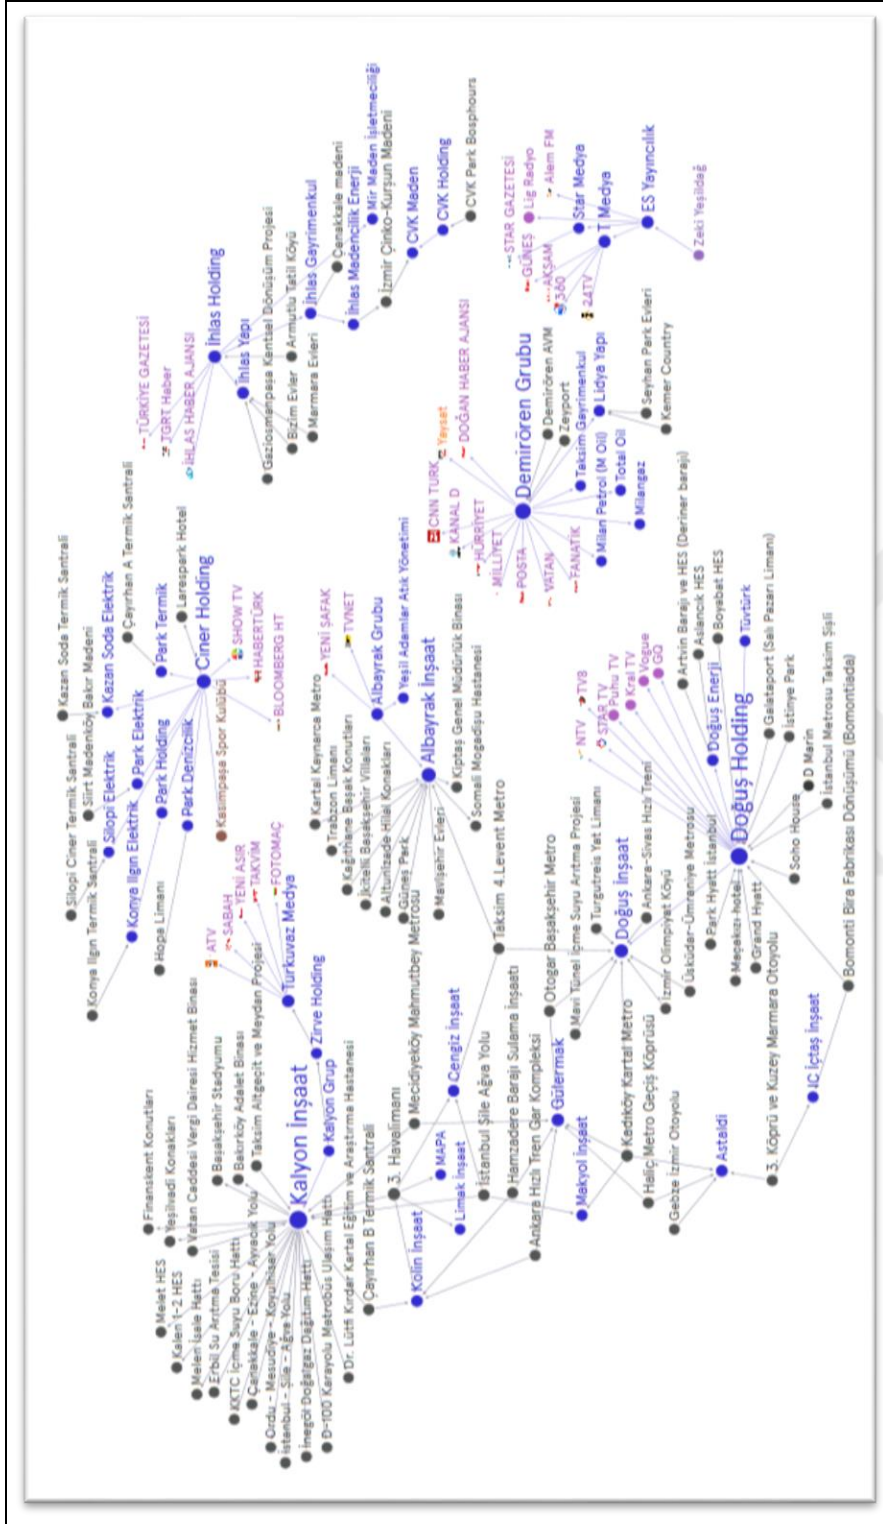 Finanskent Konutları
Yeşilvadi Konakları
Vatan Caddesi Vergi Dairesi Hizmet Binası
Başakşehir Stadyumu
Bakırköy Adalet Binası
Taksim Altgeçit ve Meydan Projesi
Melet HES
Kalen 1-2 HES
Melen İsale Hattı
Erbil Su Arıtma Tesisi
KKTC İçme Suyu Boru Hattı
Çanakkale - Ezine - Ayvacık Yolu
Ordu - Mesudiye - Koyulhisar Yolu
İstanbul - Şile - Ağva Yolu
İnegöl Doğalgaz Dağıtım Hattı
D-100 Karayolu Metrobüs Ulaşım Hattı
Dr. Lütfi Kırdar Kartal Eğitim ve Araştırma Hastanesi
Çayırhan B Termik Santrali
Kalyon İnşaat
Kalyon Grup
Zirve Holding
Turkuvaz Medya
ATV
SABAH
YENİ ASIR
TAKVİM
FOTOMAÇ
3. Havalimanı
Mecidiyeköy Mahmutbey Metrosu
Kolin İnşaat
MAPA
Limak İnşaat
Cengiz İnşaat
İstanbul Şile Ağva Yolu
Hamzadere Barajı Sulama İnşaatı
Ankara Hızlı Tren Gar Kompleksi
Gülermak
Makyol İnşaat
Otogar Başakşehir Metro
Taksim 4.Levent Metro
Kadıköy Kartal Metro
Haliç Metro Geçiş Köprüsü
Gebze İzmir Otoyolu
Astaldi
3. Köprü ve Kuzey Marmara Otoyolu
IC İçtaş İnşaat
Kazan Soda Termik Santrali
Silopi Ciner Termik Santrali
Siirt Madenköy Bakır Madeni
Konya Ilgın Termik Santrali
Kazan Soda Elektrik
Silopi Elektrik
Çayırhan A Termik Santrali
Konya Ilgın Elektrik
Park Elektrik
Park Termik
Park Holding
Hopa Limanı
Park Denizcilik
Larespark Hotel
Ciner Holding
Kasımpaşa Spor Kulübü
SHOW TV
HABERTÜRK
BLOOMBERG HT
Kartal Kaynarca Metro
Trabzon Limanı
Kağıthane Başak Konutları
İkitelli Başakşehir Villaları
Altunizade Hilal Konakları
Güneş Park
Mavişehir Evleri
YENİ ŞAFAK
TVNET
Albayrak Grubu
Yeşil Adamlar Atık Yönetimi
Albayrak İnşaat
Kiptaş Genel Müdürlük Binası
Somali Mogadişu Hastanesi
Mavi Tünel İçme Suyu Arıtma Projesi
Turgutreis Yat Limanı
Doğuş İnşaat
Ankara-Sivas Hızlı Treni
İzmir Olimpiyat Köyü
Üsküdar-Ümraniye Metrosu
Park Hyatt İstanbul
Maçakızı hotel
Grand Hyatt
NTV
TV8
STAR TV
Puhu TV
Kral TV
Vogue
GQ
Artvin Barajı ve HES (Deriner barajı)
Aslancık HES
Boyabat HES
Doğuş Enerji
Tüvtürk
Doğuş Holding
Galataport (Salı Pazarı Limanı)
İstinye Park
D Marin
Soho House
İstanbul Metrosu Taksim Şişli
Bomonti Bira Fabrikası Dönüşümü (Bomontiada)
TÜRKİYE GAZETESİ
TGRT Haber
İHLAS HABER AJANSI
İhlas Holding
İhlas Yapı
Gaziosmanpaşa Kentsel Dönüşüm Projesi
Bizim Evler
Armutlu Tatil Köyü
Marmara Evleri
İhlas Gayrimenkul
Çanakkale madeni
İhlas Madencilik Enerji
Mir Maden İşletmeciliği
İzmir Çinko-Kurşun Madeni
CVK Maden
CVK Holding
CVK Park Bosphours
CNN TÜRK
Yaysat
KANAL D
DOĞAN HABER AJANSI
HÜRRİYET
MİLLİYET
POSTA
VATAN
FANATİK
Demirören Grubu
Demirören AVM
Zeyport
Taksim Gayrimenkul
Lidya Yapı
Milan Petrol (M Oil)
Total Oil
Milangaz
Seyhan Park Evleri
Kemer Country
STAR GAZETESİ
GÜNEŞ
Lig Radyo
AKŞAM
Alem FM
360
Star Medya
24TV
T Medya
ES Yayıncılık
Zeki Yeşildağ